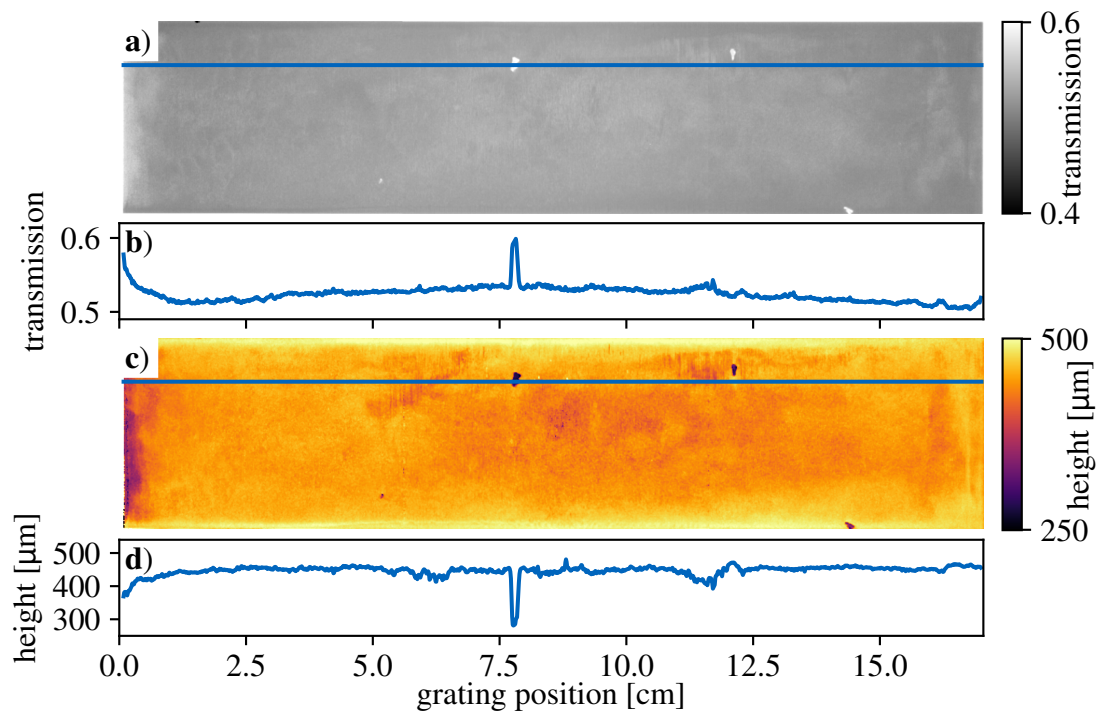 a)
0.6
transmission
0.4
transmission
b)
0.6
0.5
c)
500
height [µm]
250
height [µm]
d)
500
400
300
0.0 2.5 5.0 7.5 10.0 12.5 15.0
grating position [cm]